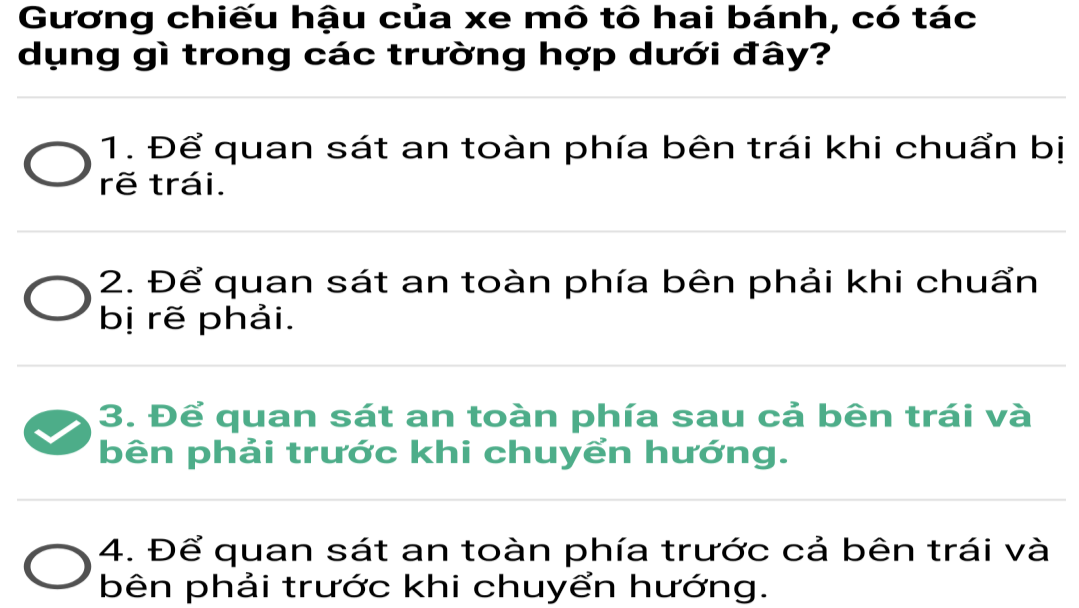 Gương chiếu hậu của xe mô tô hai bánh, có tác
dụng gì trong các trường hợp dưới đây?
1. Để quan sát an toàn phía bên trái khi chuẩn bị
rẽ trái.
2. Để quan sát an toàn phía bên phải khi chuẩn
bị rẽ phải.
3. Để quan sát an toàn phía sau cả bên trái và
bên phải trước khi chuyển hướng.
4. Để quan sát an toàn phía trước cả bên trái và
bên phải trước khi chuyển hướng.